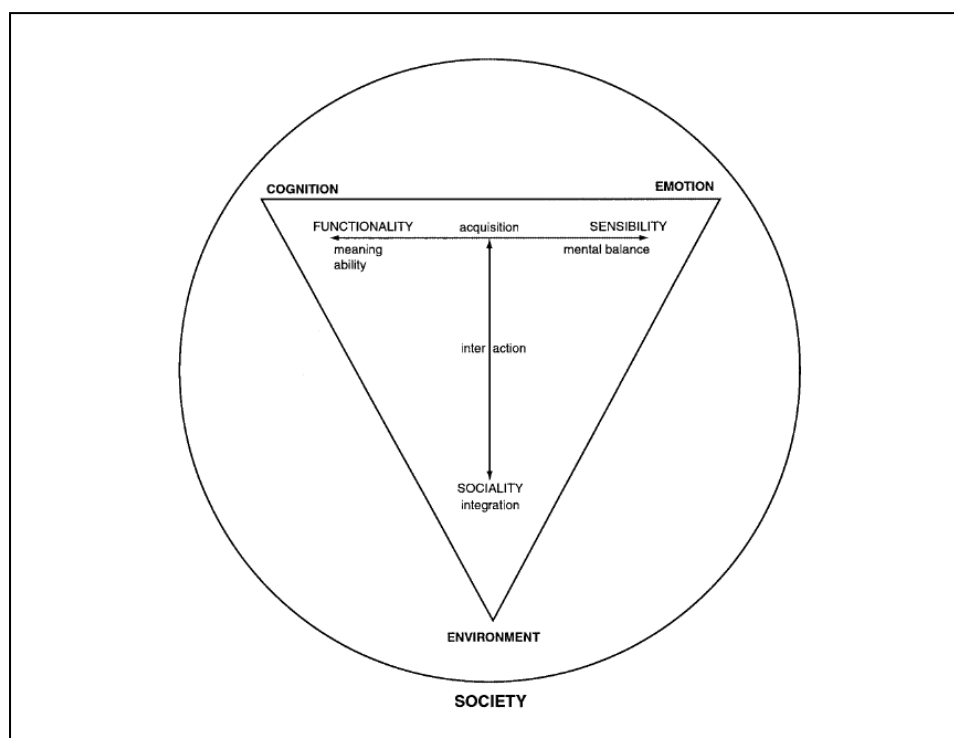 COGNITION
EMOTION
FUNCTIONALITY acquisition SENSIBILITY
meaning mental balance
ability
inter action
SOCIALITY
integration
ENVIRONMENT
SOCIETY